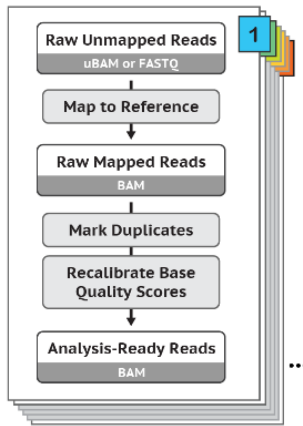 Raw Unmapped Reads
1
uBAM or FASTQ
Map to Reference
Raw Mapped Reads
BAM
Mark Duplicates
Recalibrate Base
Quality Scores
Analysis-Ready Reads
BAM
..